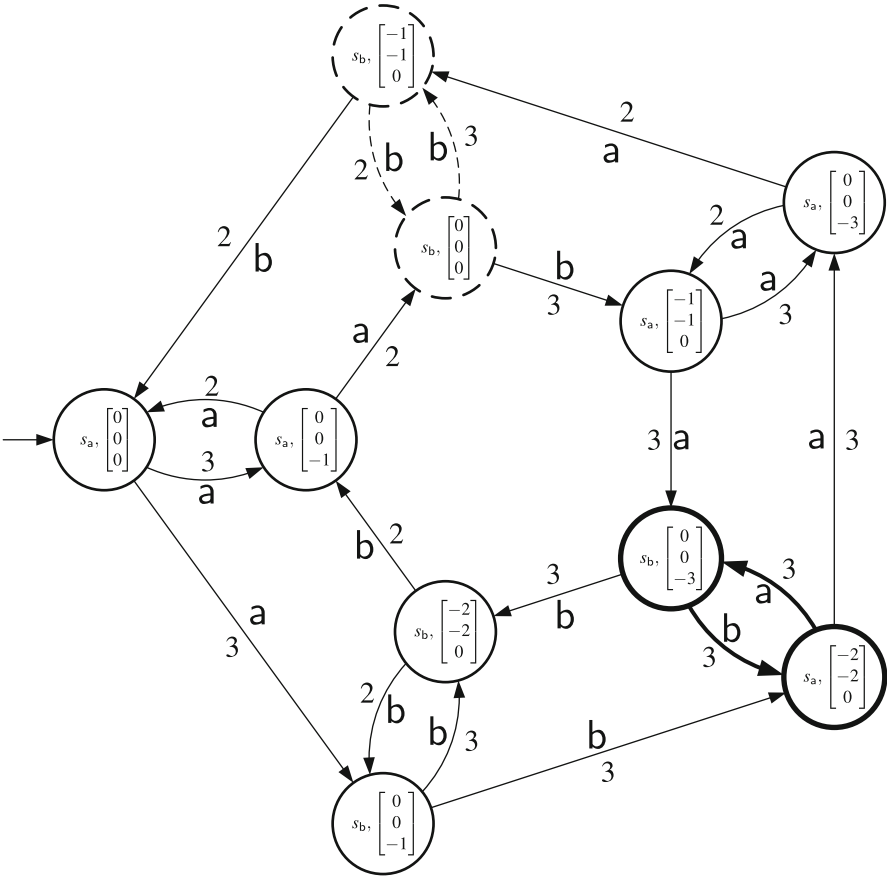 s_b, [−1 −1 0]
2
a
b
3
2
b
s_a, [0 0 −3]
2
a
2
b
s_b, [0 0 0]
b
3
a
3
s_a, [−1 −1 0]
a
2
2
a
3
a
s_a, [0 0 0]
s_a, [0 0 −1]
3
a
a
3
b
2
s_b, [0 0 −3]
3
a
3
b
b
3
a
3
s_b, [−2 −2 0]
s_a, [−2 −2 0]
2
b
b
3
b
3
s_b, [0 0 −1]